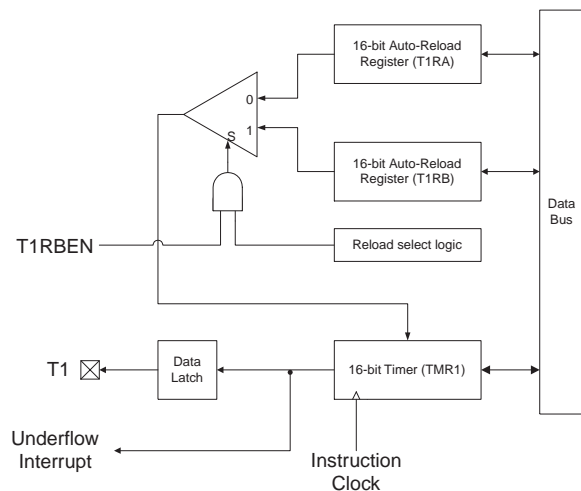 16-bit Auto-Reload
Register (T1RA)
0
1
S
16-bit Auto-Reload
Register (T1RB)
Data
Bus
T1RBEN
Reload select logic
T1
Data
Latch
16-bit Timer (TMR1)
Underflow
Interrupt
Instruction
Clock